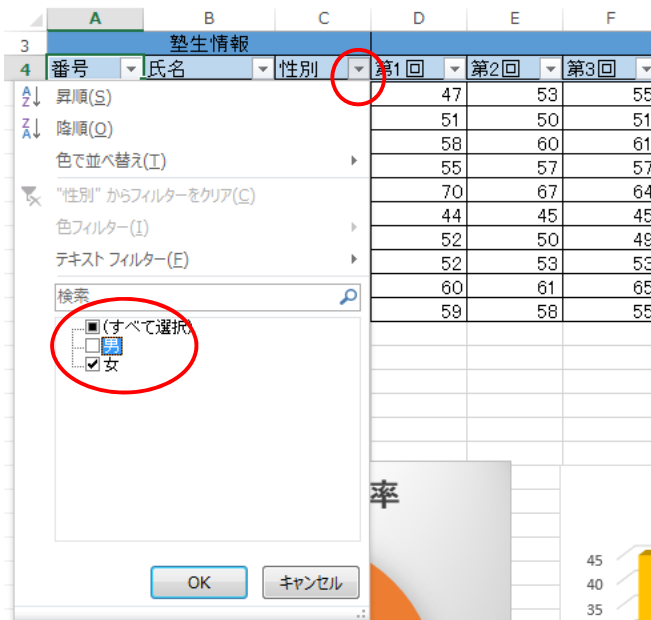 A B C D E F
3 塾生情報
4 番号 氏名 性別 第1回 第2回 第3回
昇順(S)
降順(O)
色で並べ替え(T)
"性別" からフィルターをクリア(C)
色フィルター(I)
テキスト フィルター(F)
検索
(すべて選択)
男
女
OK キャンセル
47 53 55
51 50 51
58 60 61
55 57 57
70 67 64
44 45 45
52 50 49
52 53 53
60 61 65
59 58 55
率
45
40
35